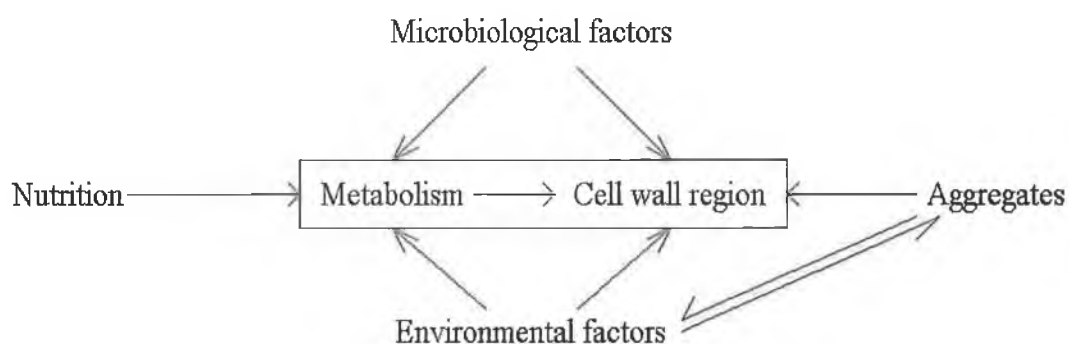 Microbiological factors
Nutrition Metabolism Cell wall region Aggregates
Environmental factors